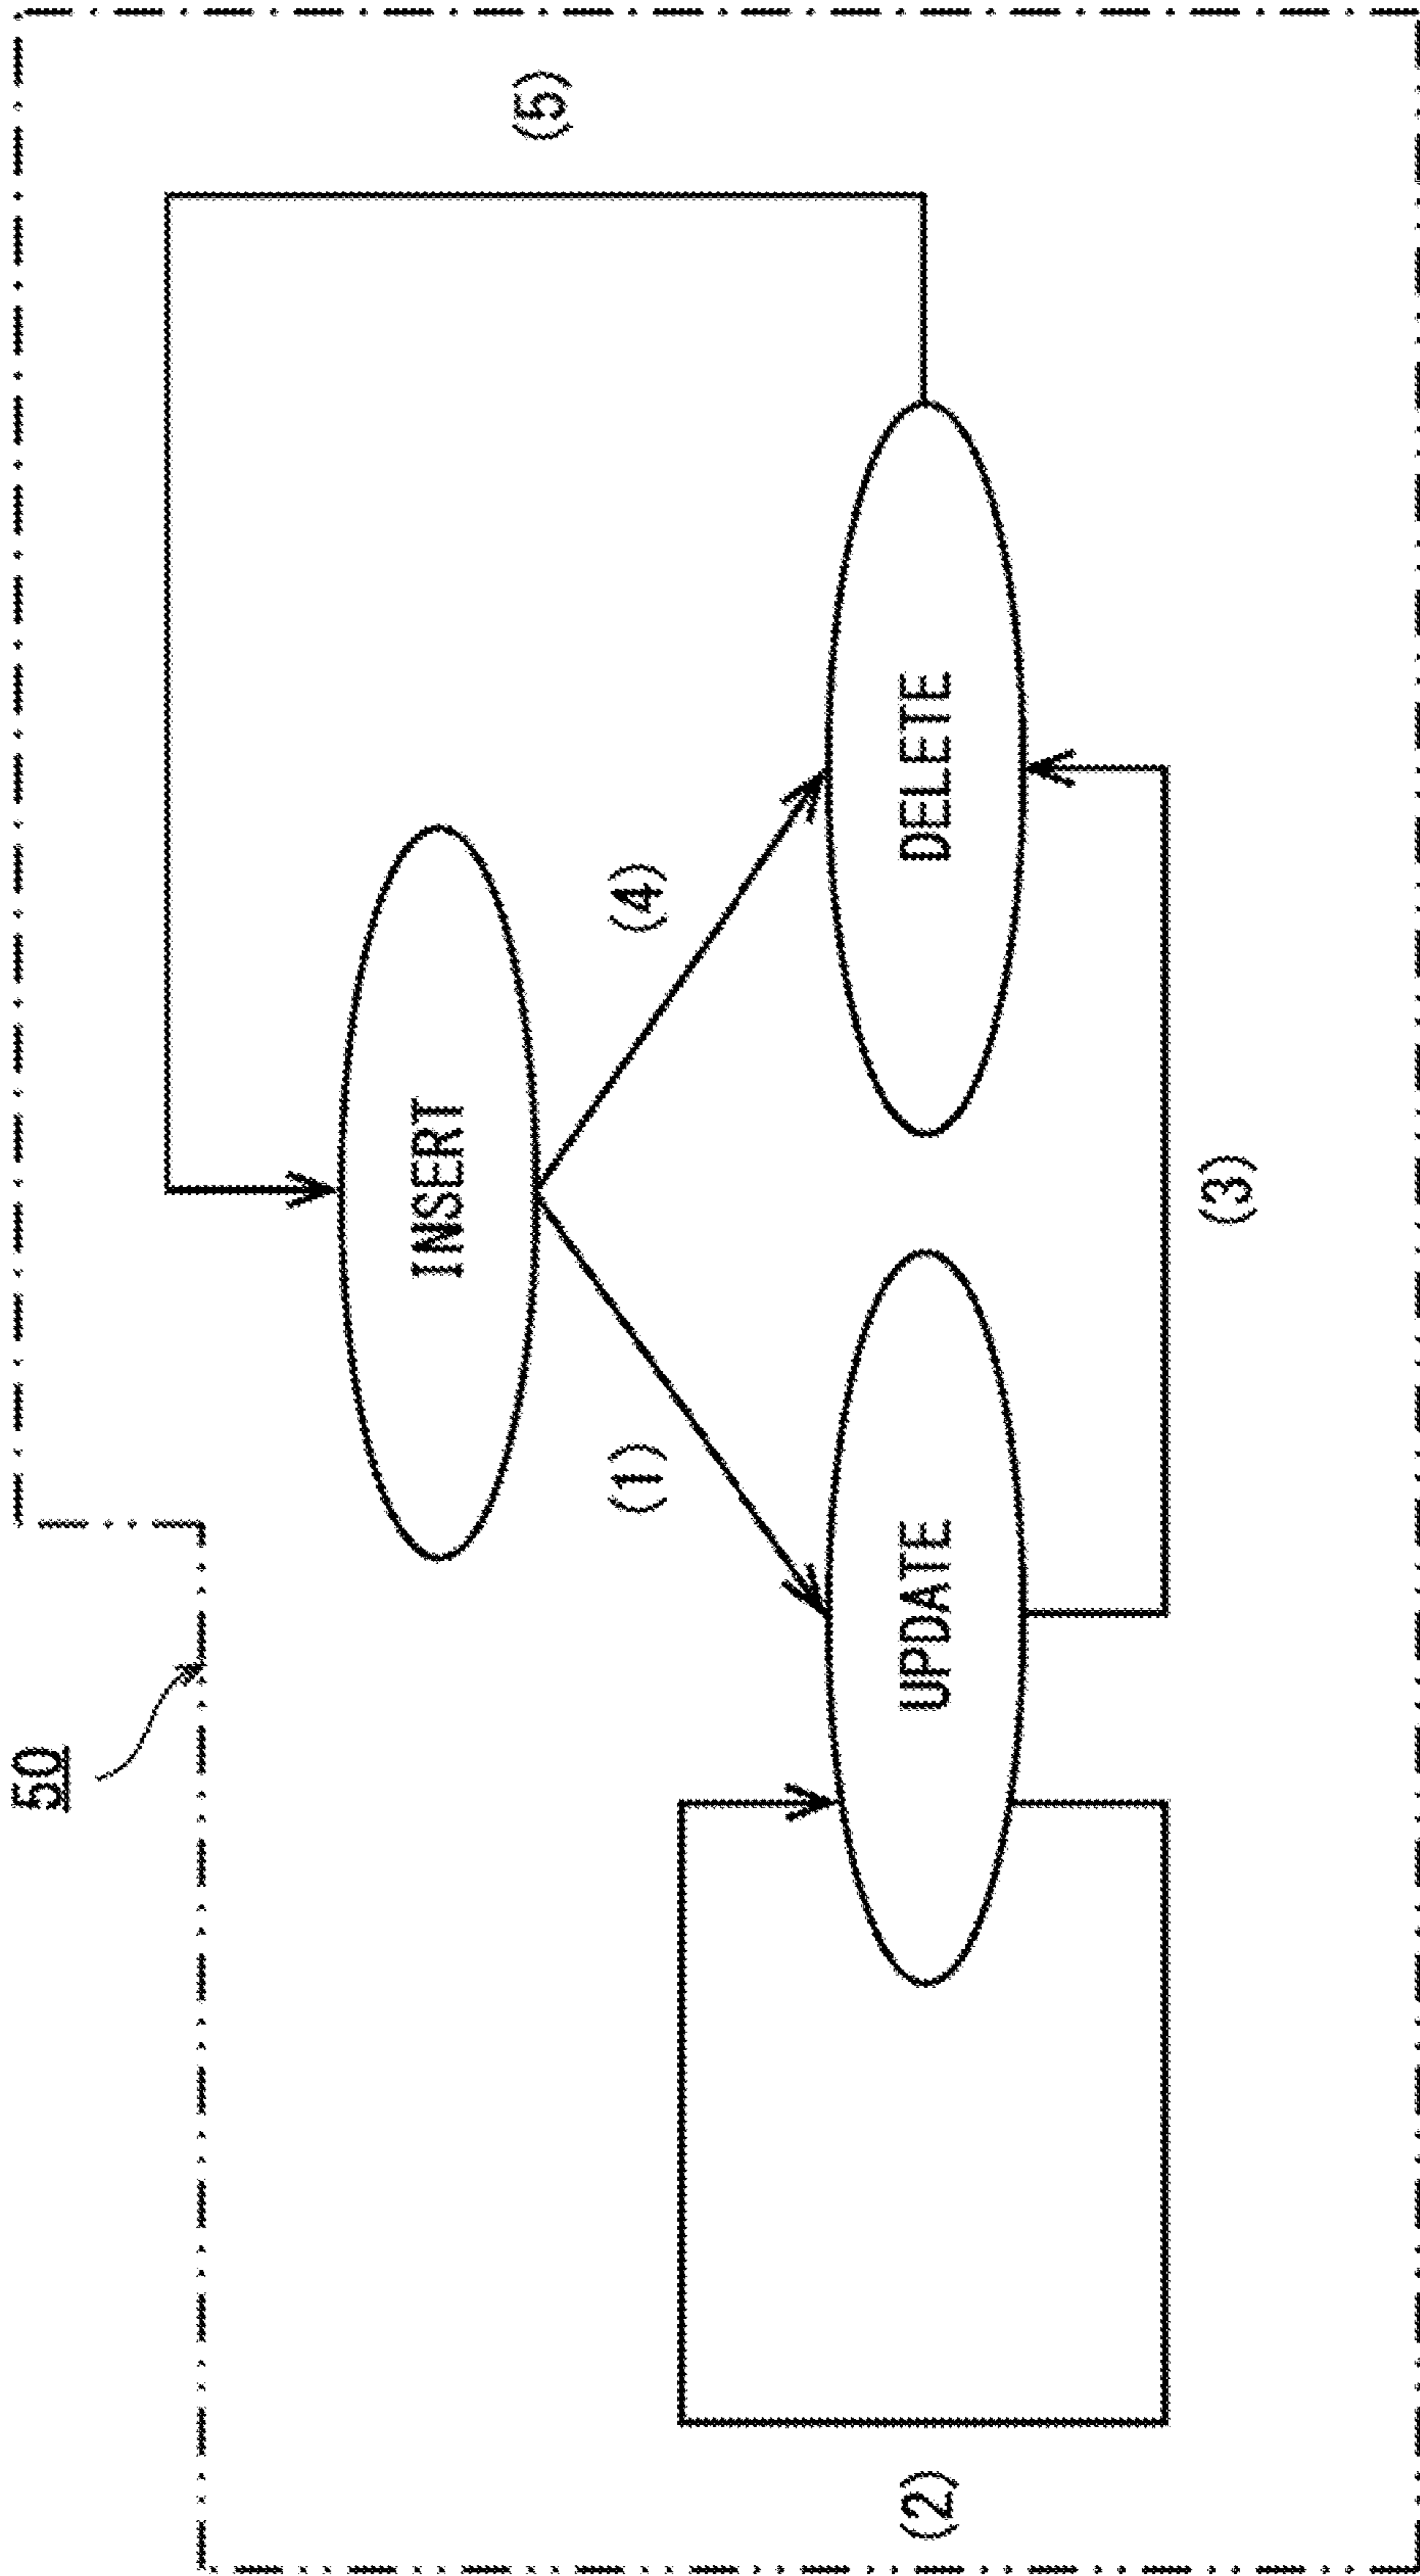 50
INSERT
(5)
(1)
(4)
(2)
UPDATE
DELETE
(3)